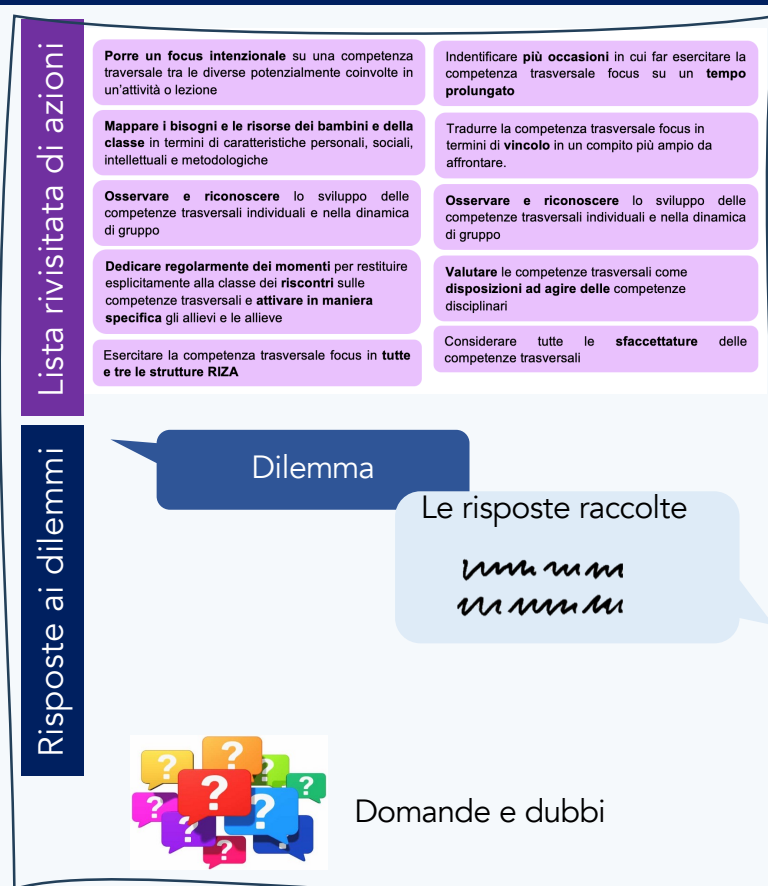 Lista rivisitata di azioni
Porre un focus intenzionale su una competenza
traversale tra le diverse potenzialmente coinvolte in
un'attività o lezione
Mappare i bisogni e le risorse dei bambini e della
classe in termini di caratteristiche personali, sociali,
intellettuali e metodologiche
Osservare e riconoscere lo sviluppo delle
competenze trasversali individuali e nella dinamica
di gruppo
Dedicare regolarmente dei momenti per restituire
esplicitamente alla classe dei riscontri sulle
competenze trasversali e attivare in maniera
specifica gli allievi e le allieve
Esercitare la competenza trasversale focus in tutte
e tre le strutture RIZA
Indentificare più occasioni in cui far esercitare la
competenza trasversale focus su un tempo
prolungato
Tradurre la competenza trasversale focus in
termini di vincolo in un compito più ampio da
affrontare.
Osservare e riconoscere lo sviluppo delle
competenze trasversali individuali e nella dinamica
di gruppo
Valutare le competenze trasversali come
disposizioni ad agire delle competenze
disciplinari
Considerare tutte le sfaccettature delle
competenze trasversali
Risposte ai dilemmi
Dilemma
Le risposte raccolte
Domande e dubbi